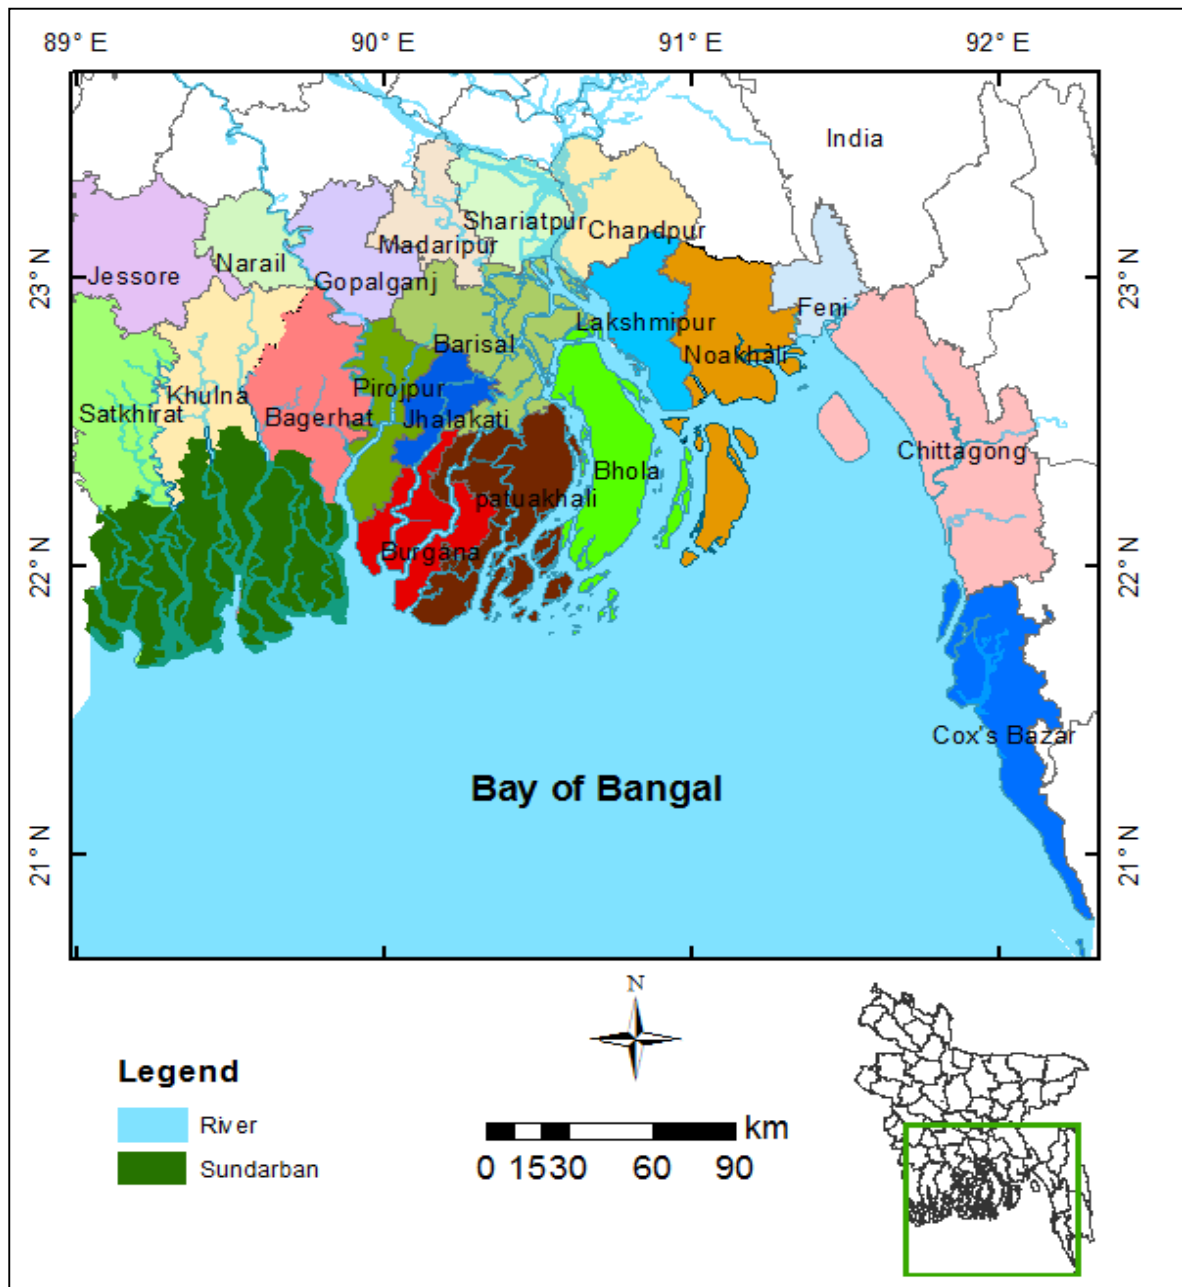 89° E 90° E 91° E 92° E
India
Shariatpur
Chandpur
Madaripur
Narail
Jessore
Gopalganj
23° N
23° N
Feni
Lakshmipur
Barisal
Noakhali
Pirojpur
Khulna
Satkhirat
Bagerhat
Jhalakati
Chittagong
Bhola
patuakhali
Burgana
22° N
22° N
Cox's Bazar
Bay of Bangal
21° N
21° N
N
Legend
River
Sundarban
km
0 15 30 60 90